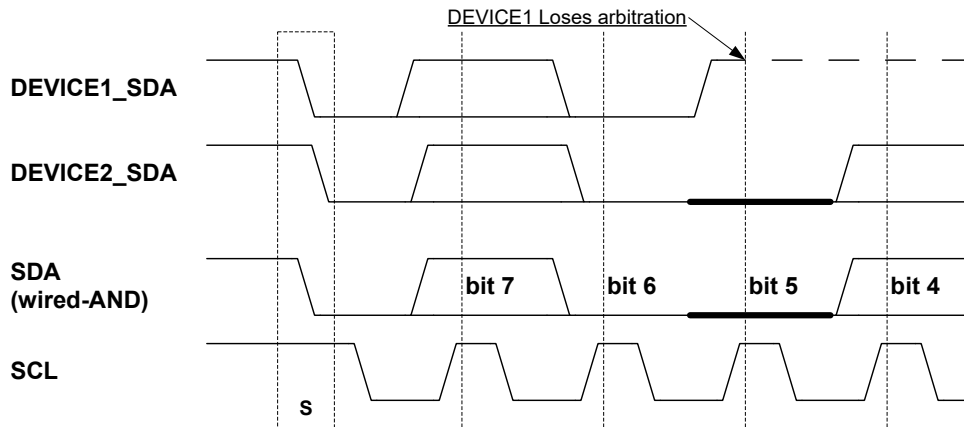 DEVICE1 Loses arbitration
DEVICE1_SDA
DEVICE2_SDA
SDA
(wired-AND)
bit 7
bit 6
bit 5
bit 4
SCL
S